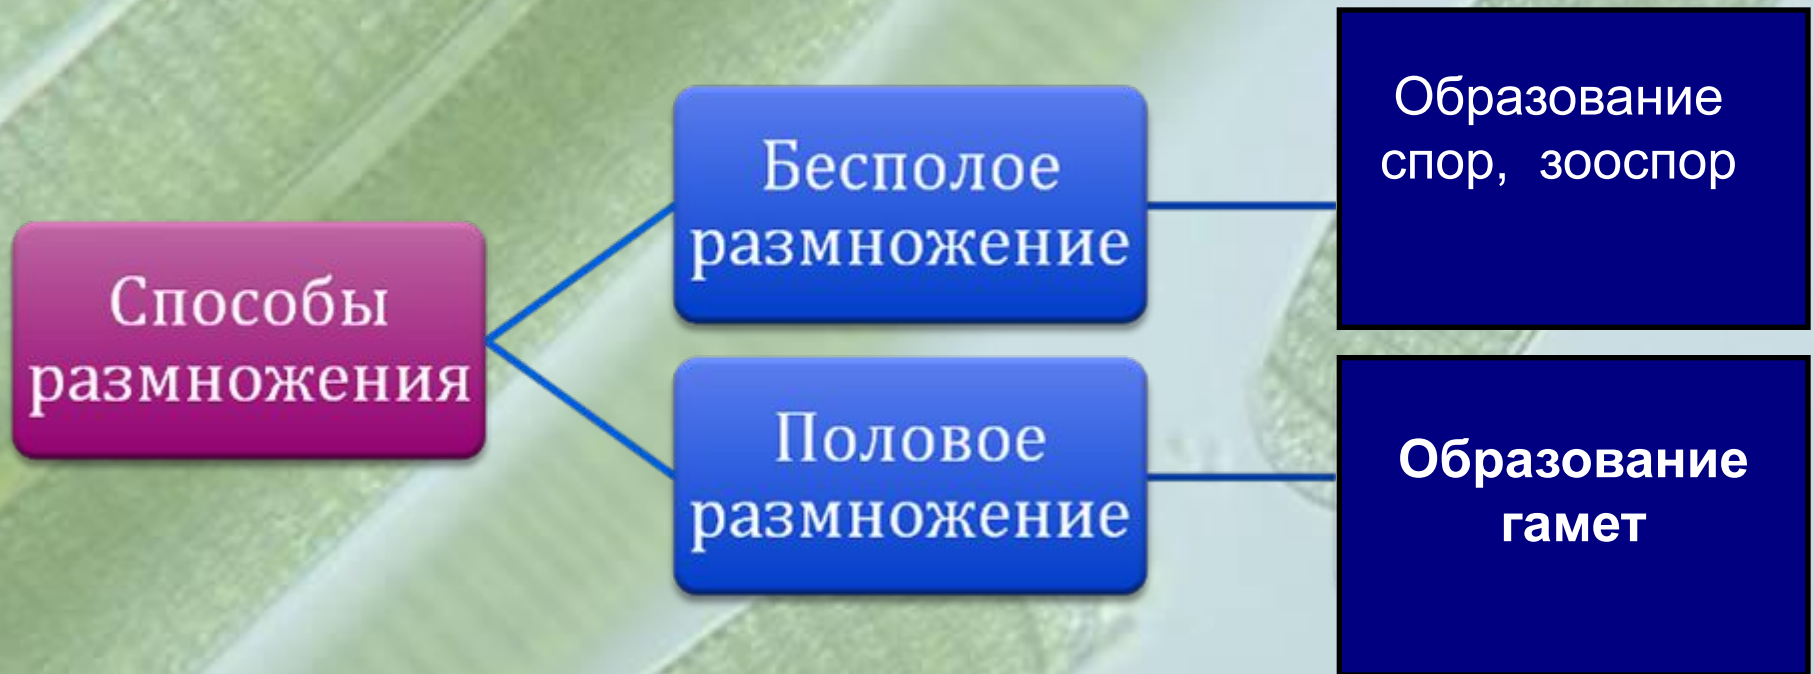 Способы
размножения
Бесполое
размножение
Образование
спор, зооспор
Половое
размножение
Образование
гамет